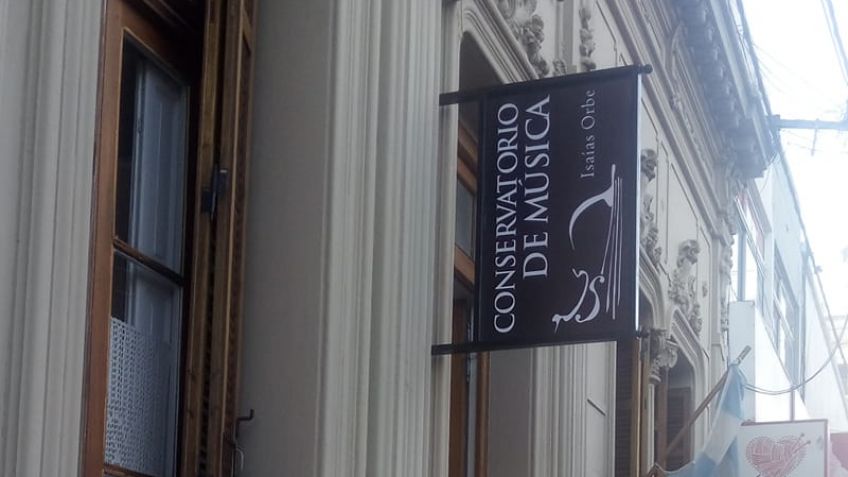 CONSERVATORIO
DE MÚSICA
Isaías Orbe